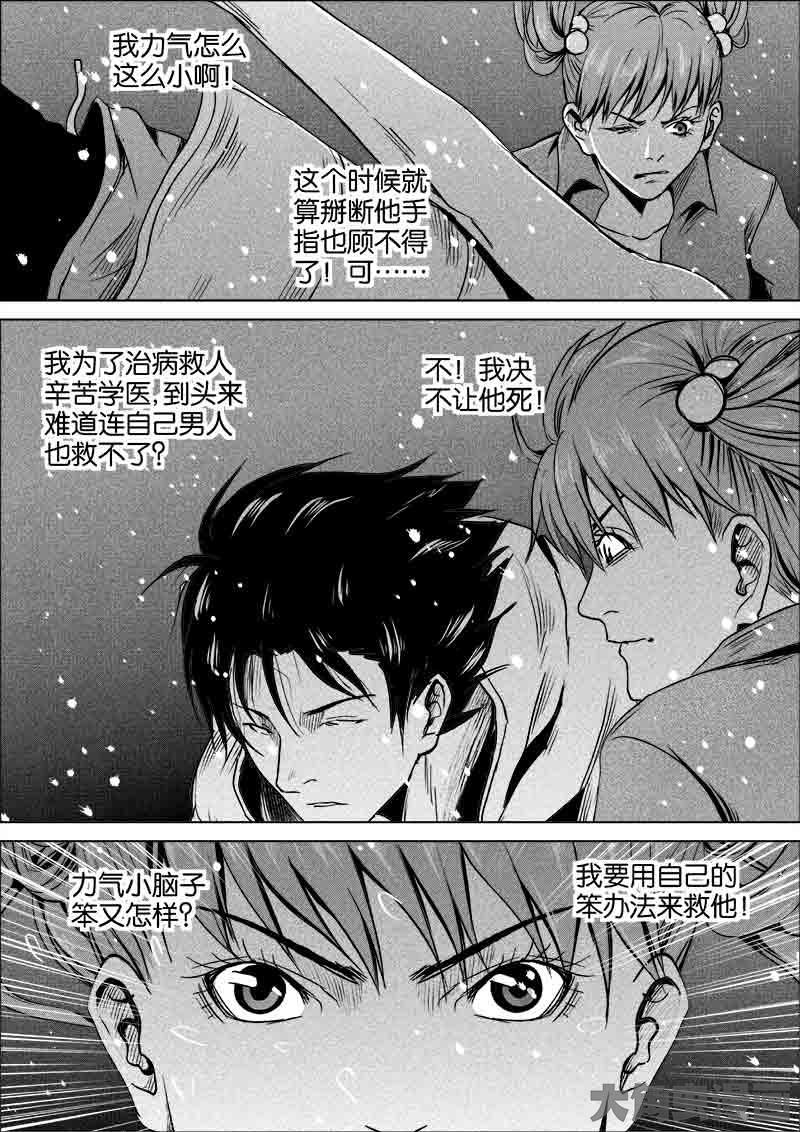 我力气怎么
这么小啊！
这个时候就
算掰断他手
指也顾不得
了！可……
我为了治病救人
辛苦学医，到头来
难道连自己男人
也救不了？
不！我决
不让他死！
力气小脑子
笨又怎样？
我要用自己的
笨办法来救他！